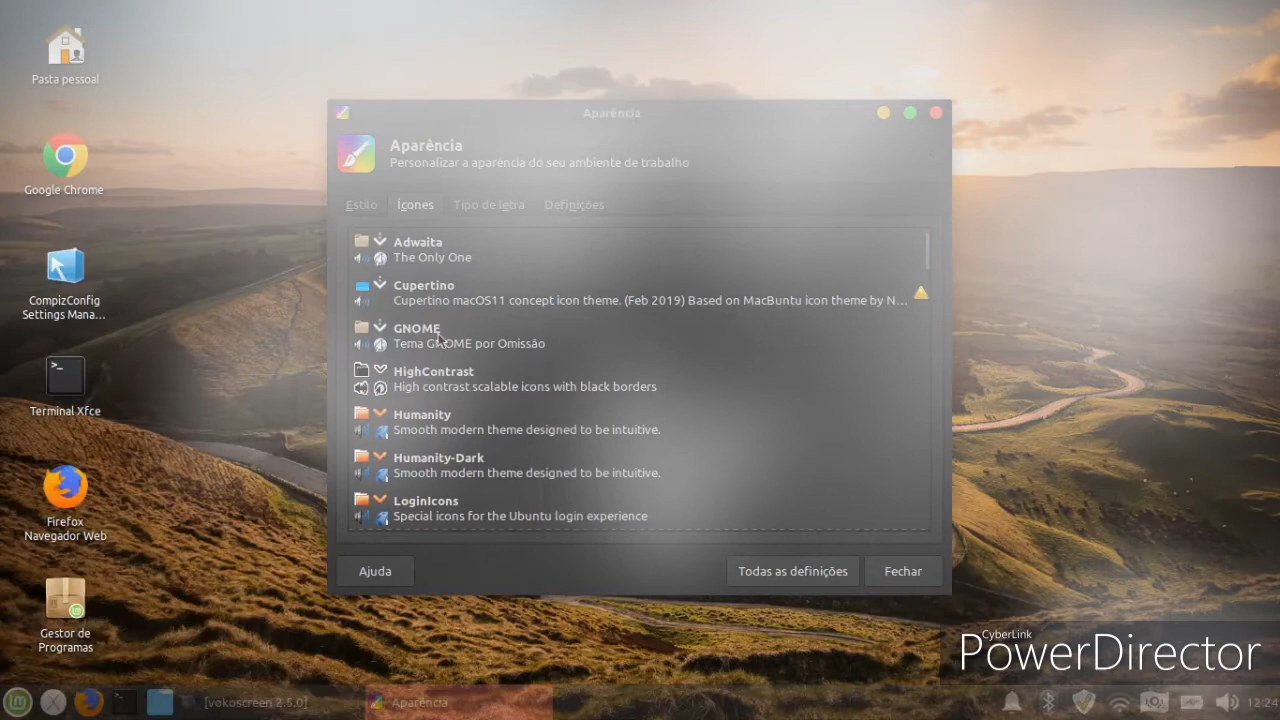 Pasta pessoal
Google Chrome
CompizConfig
Settings Mana...
Terminal Xfce
Firefox
Navegador Web
Gestor de
Programas
Aparência
Aparência
Personalizar a aparência do seu ambiente de trabalho
Estilo Ícones Tipo de letra Definições
Adwaita
The Only One
Cupertino
Cupertino macOS11 concept icon theme. (Feb 2019) Based on MacBuntu icon theme by N...
GNOME
Tema GNOME por Omissão
HighContrast
High contrast scalable icons with black borders
Humanity
Smooth modern theme designed to be intuitive.
Humanity-Dark
Smooth modern theme designed to be intuitive.
LoginIcons
Special icons for the Ubuntu login experience
Ajuda Todas as definições Fechar
CyberLink
PowerDirector
[vokoscreen 2.5.0] Aparência 12:24